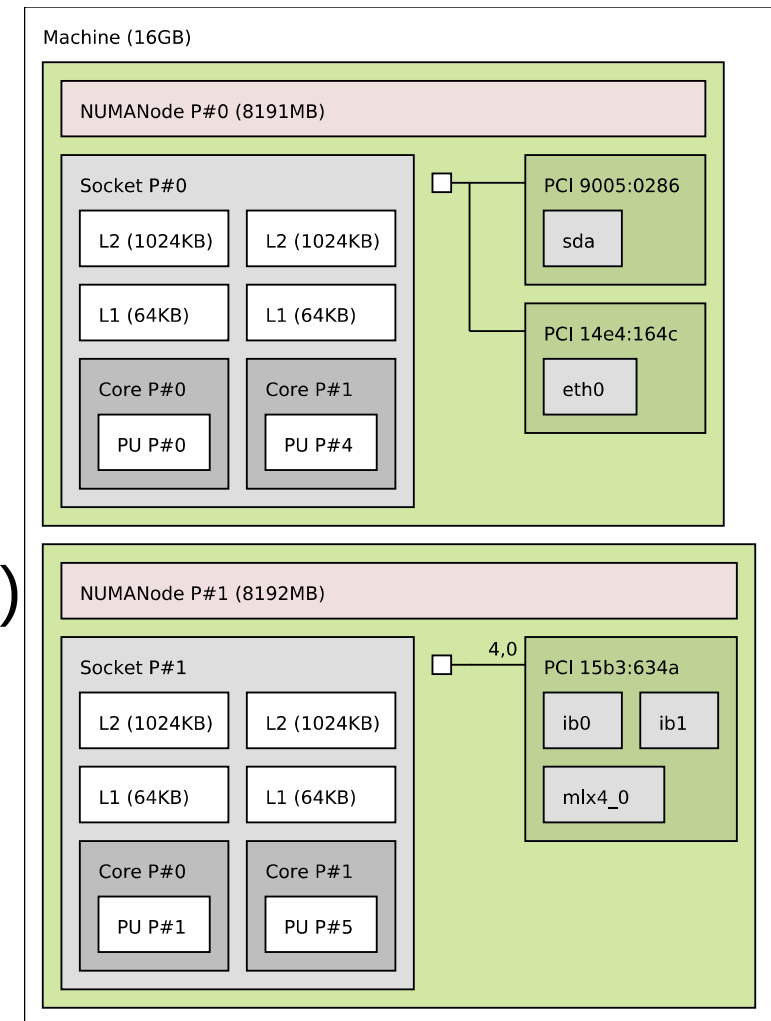 Machine (16GB)
NUMANode P#0 (8191MB)
Socket P#0
L2 (1024KB)
L2 (1024KB)
L1 (64KB)
L1 (64KB)
Core P#0
PU P#0
Core P#1
PU P#4
PCI 9005:0286
sda
PCI 14e4:164c
eth0
)
NUMANode P#1 (8192MB)
Socket P#1
L2 (1024KB)
L2 (1024KB)
L1 (64KB)
L1 (64KB)
Core P#0
PU P#1
Core P#1
PU P#5
4,0
PCI 15b3:634a
ib0
ib1
mlx4_0